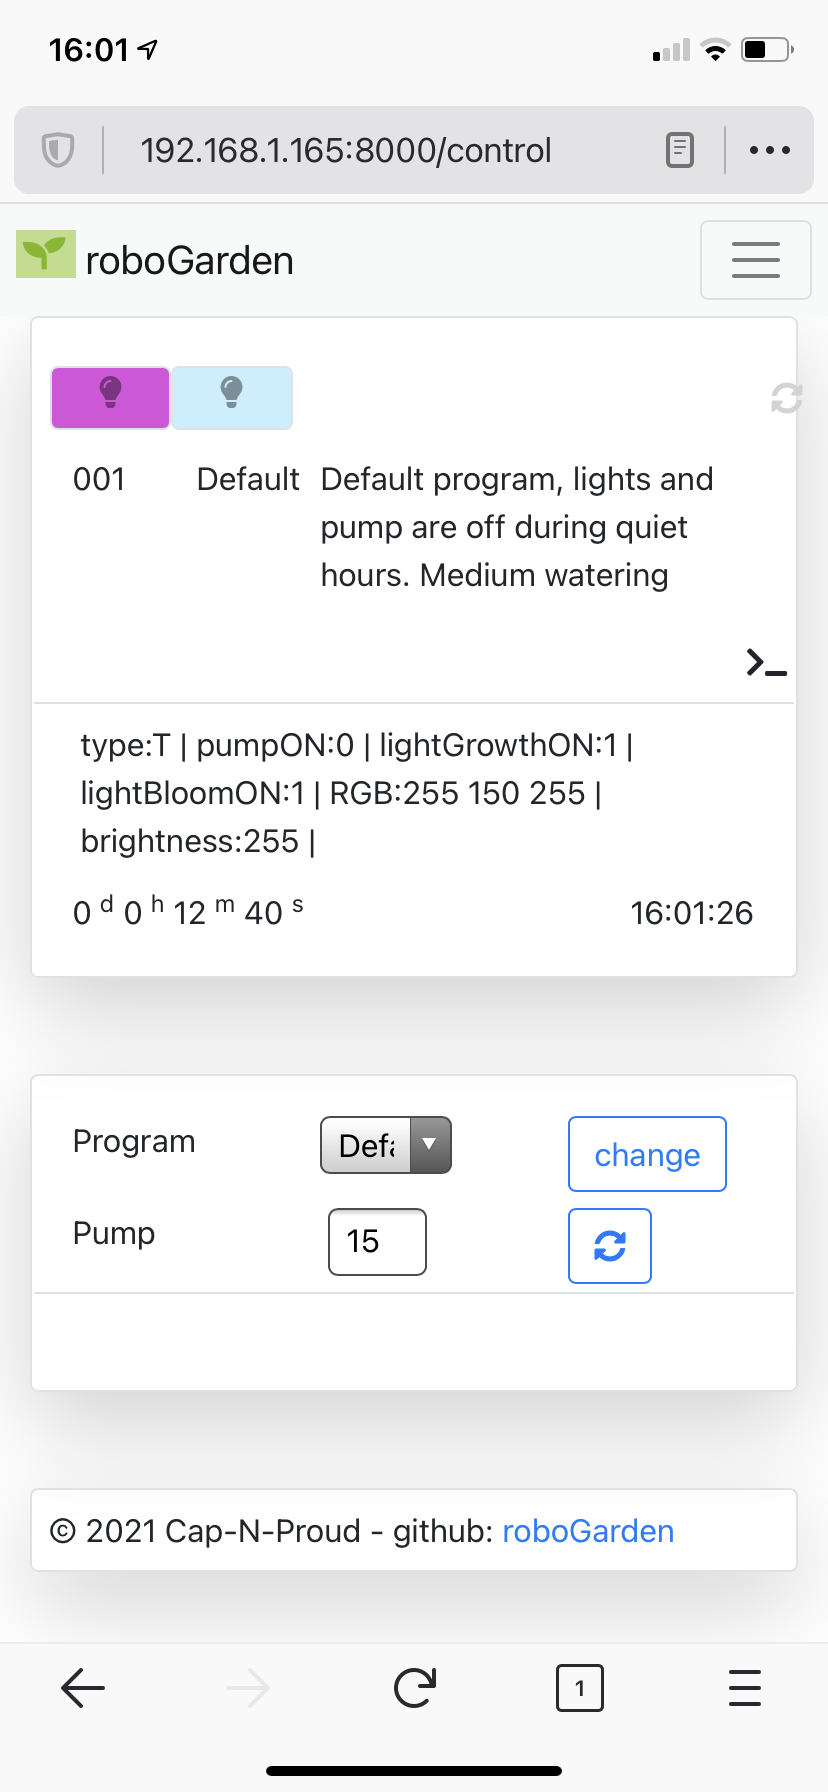 16:01
192.168.1.165:8000/control
roboGarden
001 Default Default program, lights and
pump are off during quiet
hours. Medium watering
>_
type:T | pumpON:0 | lightGrowthON:1 |
lightBloomON:1 | RGB:255 150 255 |
brightness:255 |
0 d 0 h 12 m 40 s 16:01:26
Program Defa change
Pump 15
© 2021 Cap-N-Proud - github: roboGarden
1